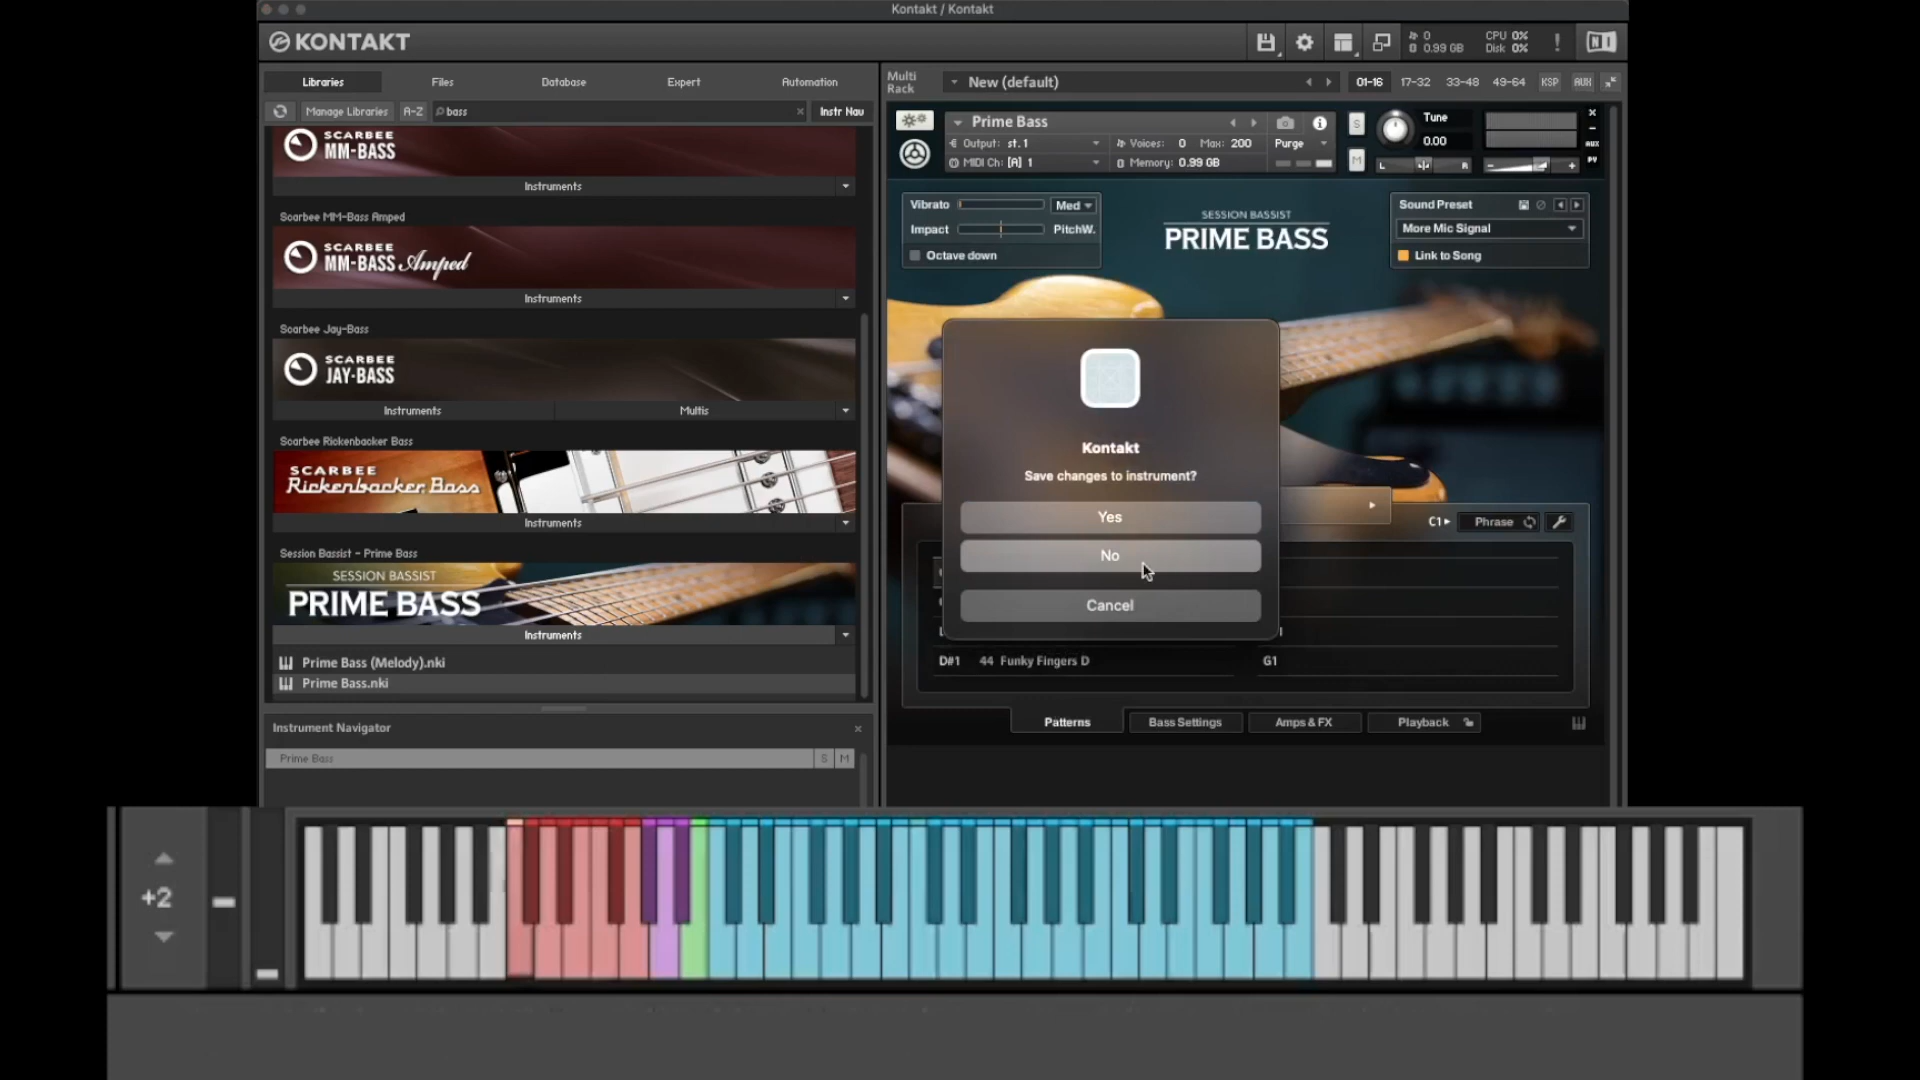 Kontakt / Kontakt
KONTAKT
0
0.99 GB
CPU 0%
Disk 0%
!
NI
Libraries
Files
Database
Expert
Automation
Manage Libraries
A-Z
bass
×
Instr Nav
SCARBEE
MM-BASS
Instruments
Scarbee MM-Bass Amped
SCARBEE
MM-BASS Amped
Instruments
Scarbee Jay-Bass
SCARBEE
JAY-BASS
Instruments
Multis
Scarbee Rickenbacker Bass
SCARBEE
Rickenbacker Bass
Instruments
Session Bassist - Prime Bass
SESSION BASSIST
PRIME BASS
Instruments
Prime Bass (Melody).nki
Prime Bass.nki
Instrument Navigator
×
Prime Bass
S
M
Multi
Rack
New (default)
01-16
17-32
33-48
49-64
KSP
AUX
Prime Bass
Output: st.1
Voices: 0
Max: 200
Purge
MIDI Ch: [A] 1
Memory: 0.99 GB
S
M
Tune
0.00
L
R
-
+
×
-
AUX
PV
Vibrato
Med
Impact
PitchW.
Octave down
SESSION BASSIST
PRIME BASS
Sound Preset
More Mic Signal
Link to Song
Kontakt
Save changes to instrument?
Yes
No
Cancel
C1
Phrase
D#1
44 Funky Fingers D
G1
Patterns
Bass Settings
Amps & FX
Playback
+2